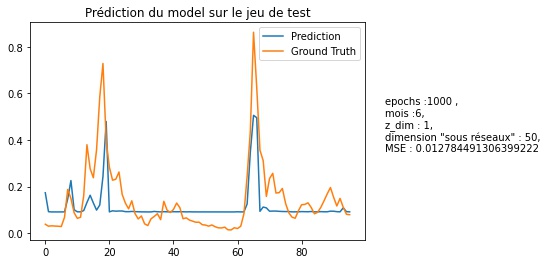 Prédiction du model sur le jeu de test
Prediction
Ground Truth
0.8
0.6
0.4
0.2
0.0
0
20
40
60
80
epochs :1000 ,
mois :6,
z_dim : 1,
dimension "sous réseaux" : 50,
MSE : 0.012784491306399222